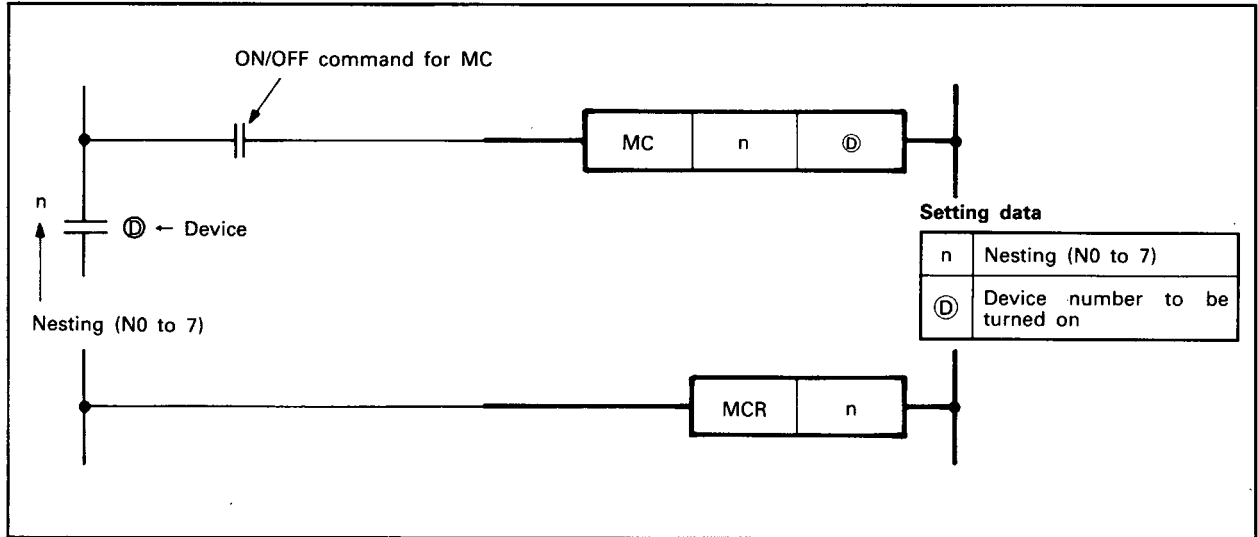 ON/OFF command for MC
MC n Ⓓ
n
Ⓓ ← Device
Nesting (N0 to 7)
Setting data
n Nesting (N0 to 7)
Ⓓ Device number to be
turned on
MCR n